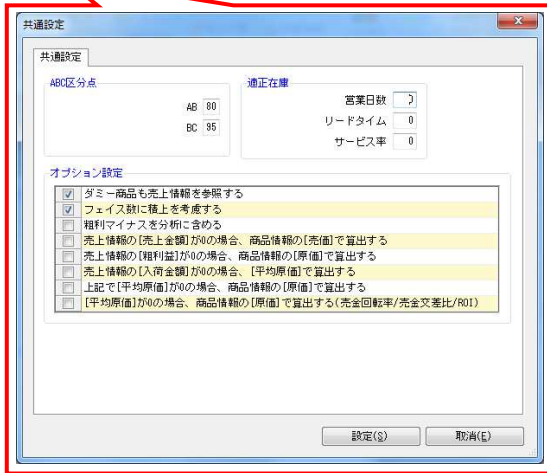 共通設定
共通設定
ABC区分点
AB 80
BC 95
適正在庫
営業日数
リードタイム 0
サービス率 0
オプション設定
ダミー商品も売上情報を参照する
フェイス数に積上を考慮する
粗利マイナスを分析に含める
売上情報の[売上金額]が0の場合、商品情報の[売価]で算出する
売上情報の[粗利益]が0の場合、商品情報の[原価]で算出する
売上情報の[入荷金額]が0の場合、[平均原価]で算出する
上記で[平均原価]が0の場合、商品情報の[原価]で算出する
[平均原価]が0の場合、商品情報の[原価]で算出する(売金回転率/売金交差比/ROI)
設定(S)
取消(E)